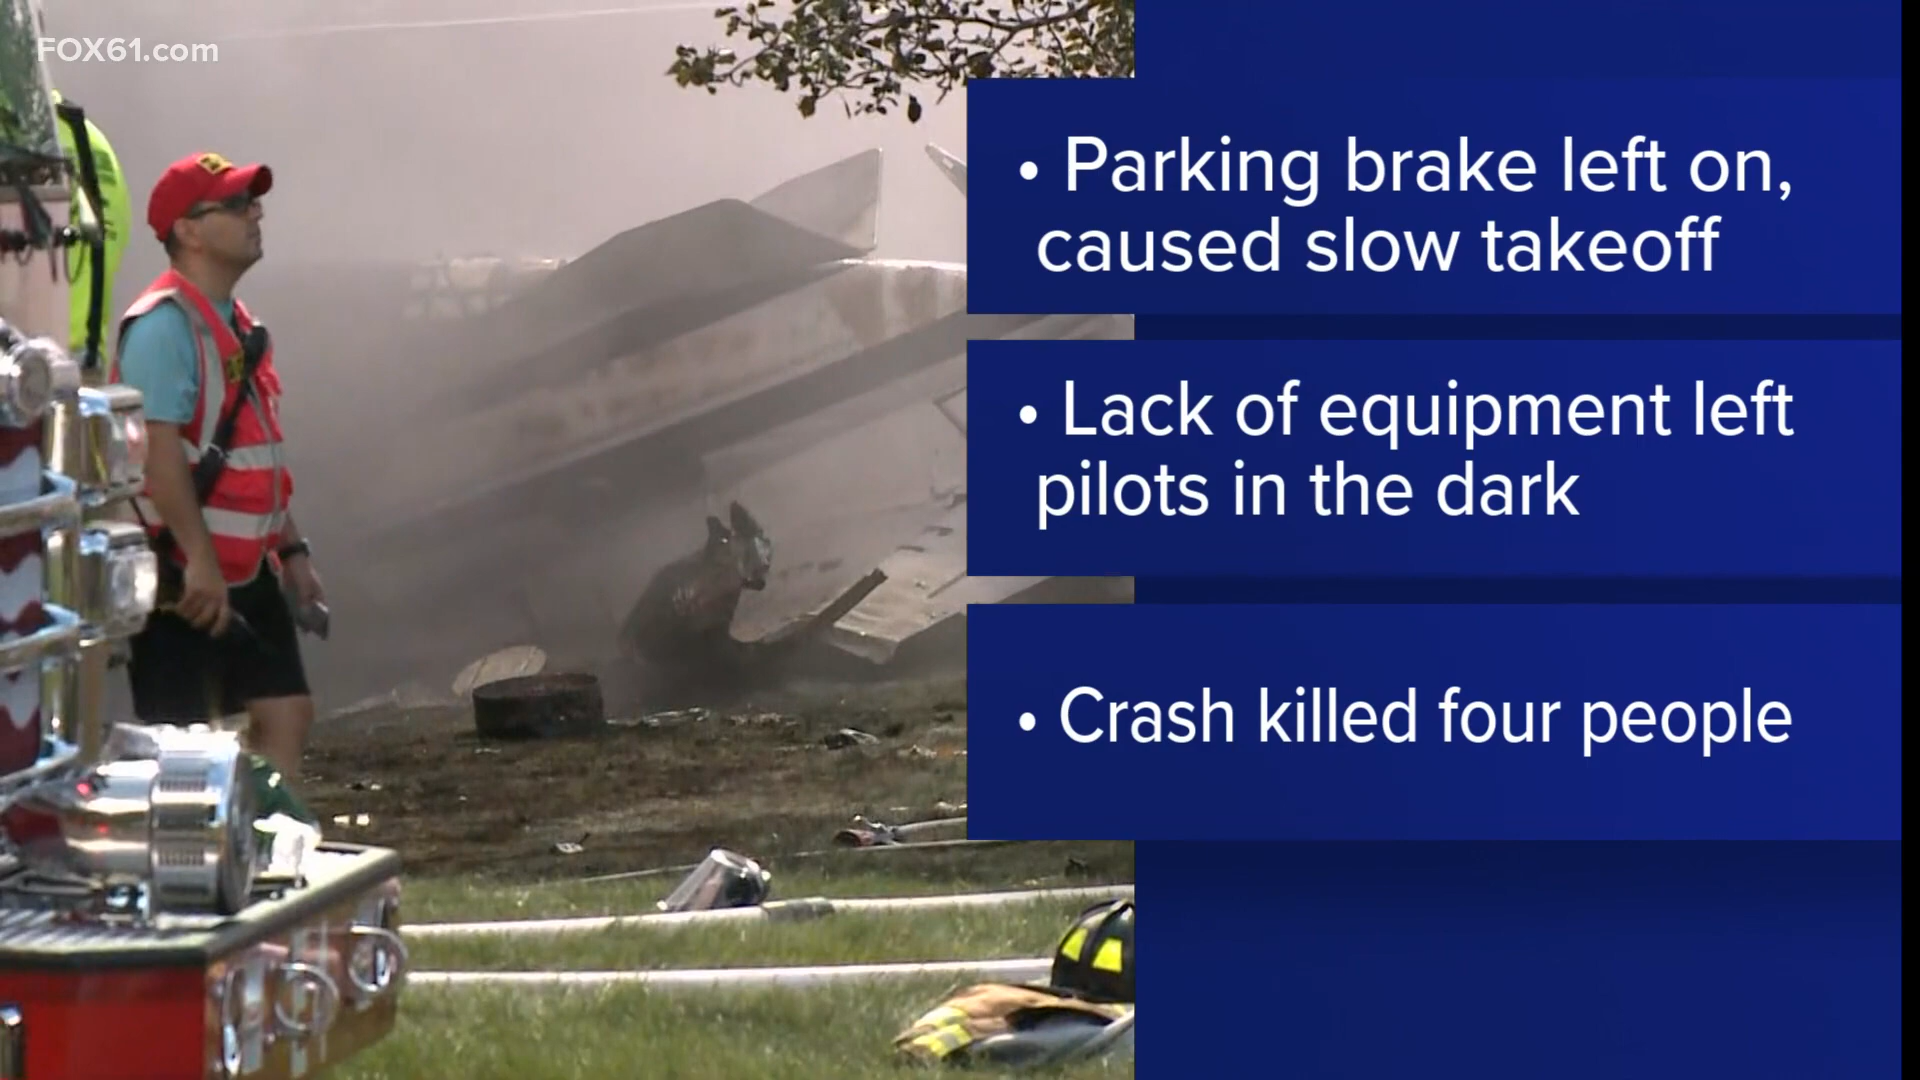 FOX61.com
• Parking brake left on,
caused slow takeoff
• Lack of equipment left
pilots in the dark
• Crash killed four people